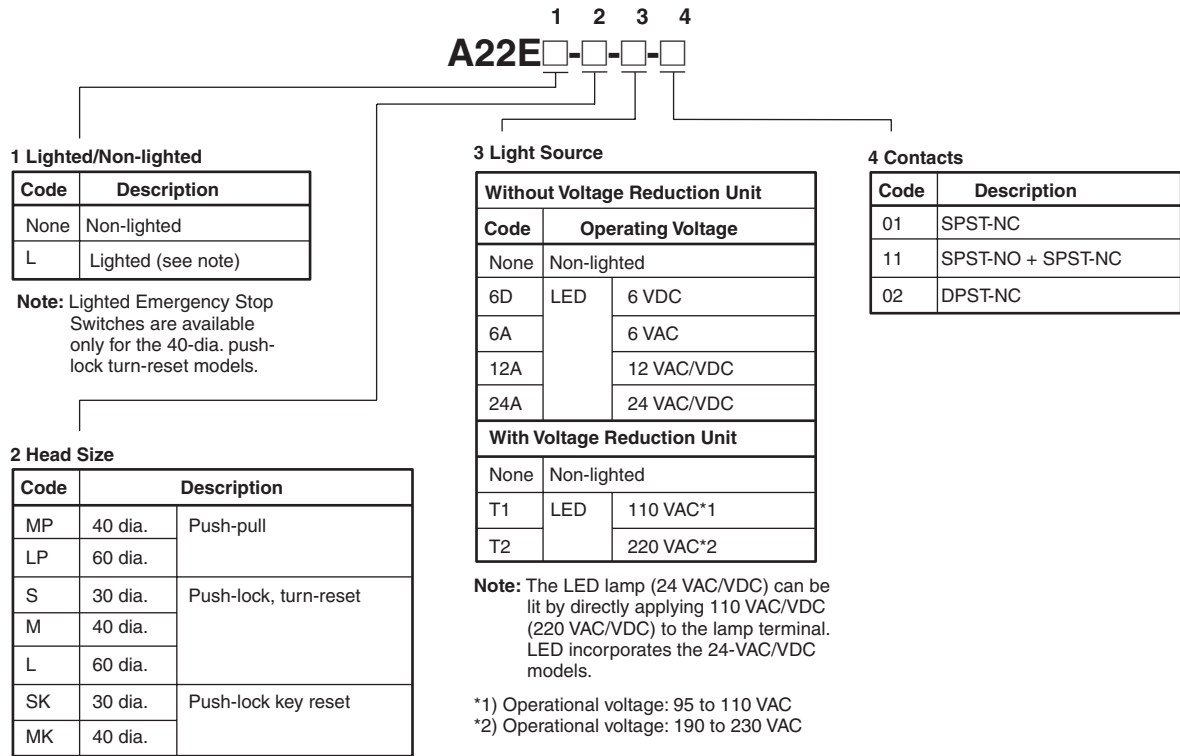 1 2 3 4
A22E□-□-□-□
1 Lighted/Non-lighted
Code Description
None Non-lighted
L Lighted (see note)
Note: Lighted Emergency Stop
Switches are available
only for the 40-dia. push-
lock turn-reset models.
2 Head Size
Code Description
MP 40 dia. Push-pull
LP 60 dia.
S 30 dia. Push-lock, turn-reset
M 40 dia.
L 60 dia.
SK 30 dia. Push-lock key reset
MK 40 dia.
3 Light Source
Without Voltage Reduction Unit
Code Operating Voltage
None Non-lighted
6D LED 6 VDC
6A 6 VAC
12A 12 VAC/VDC
24A 24 VAC/VDC
With Voltage Reduction Unit
None Non-lighted
T1 LED 110 VAC*1
T2 220 VAC*2
Note: The LED lamp (24 VAC/VDC) can be
lit by directly applying 110 VAC/VDC
(220 VAC/VDC) to the lamp terminal.
LED incorporates the 24-VAC/VDC
models.
*1) Operational voltage: 95 to 110 VAC
*2) Operational voltage: 190 to 230 VAC
4 Contacts
Code Description
01 SPST-NC
11 SPST-NO + SPST-NC
02 DPST-NC